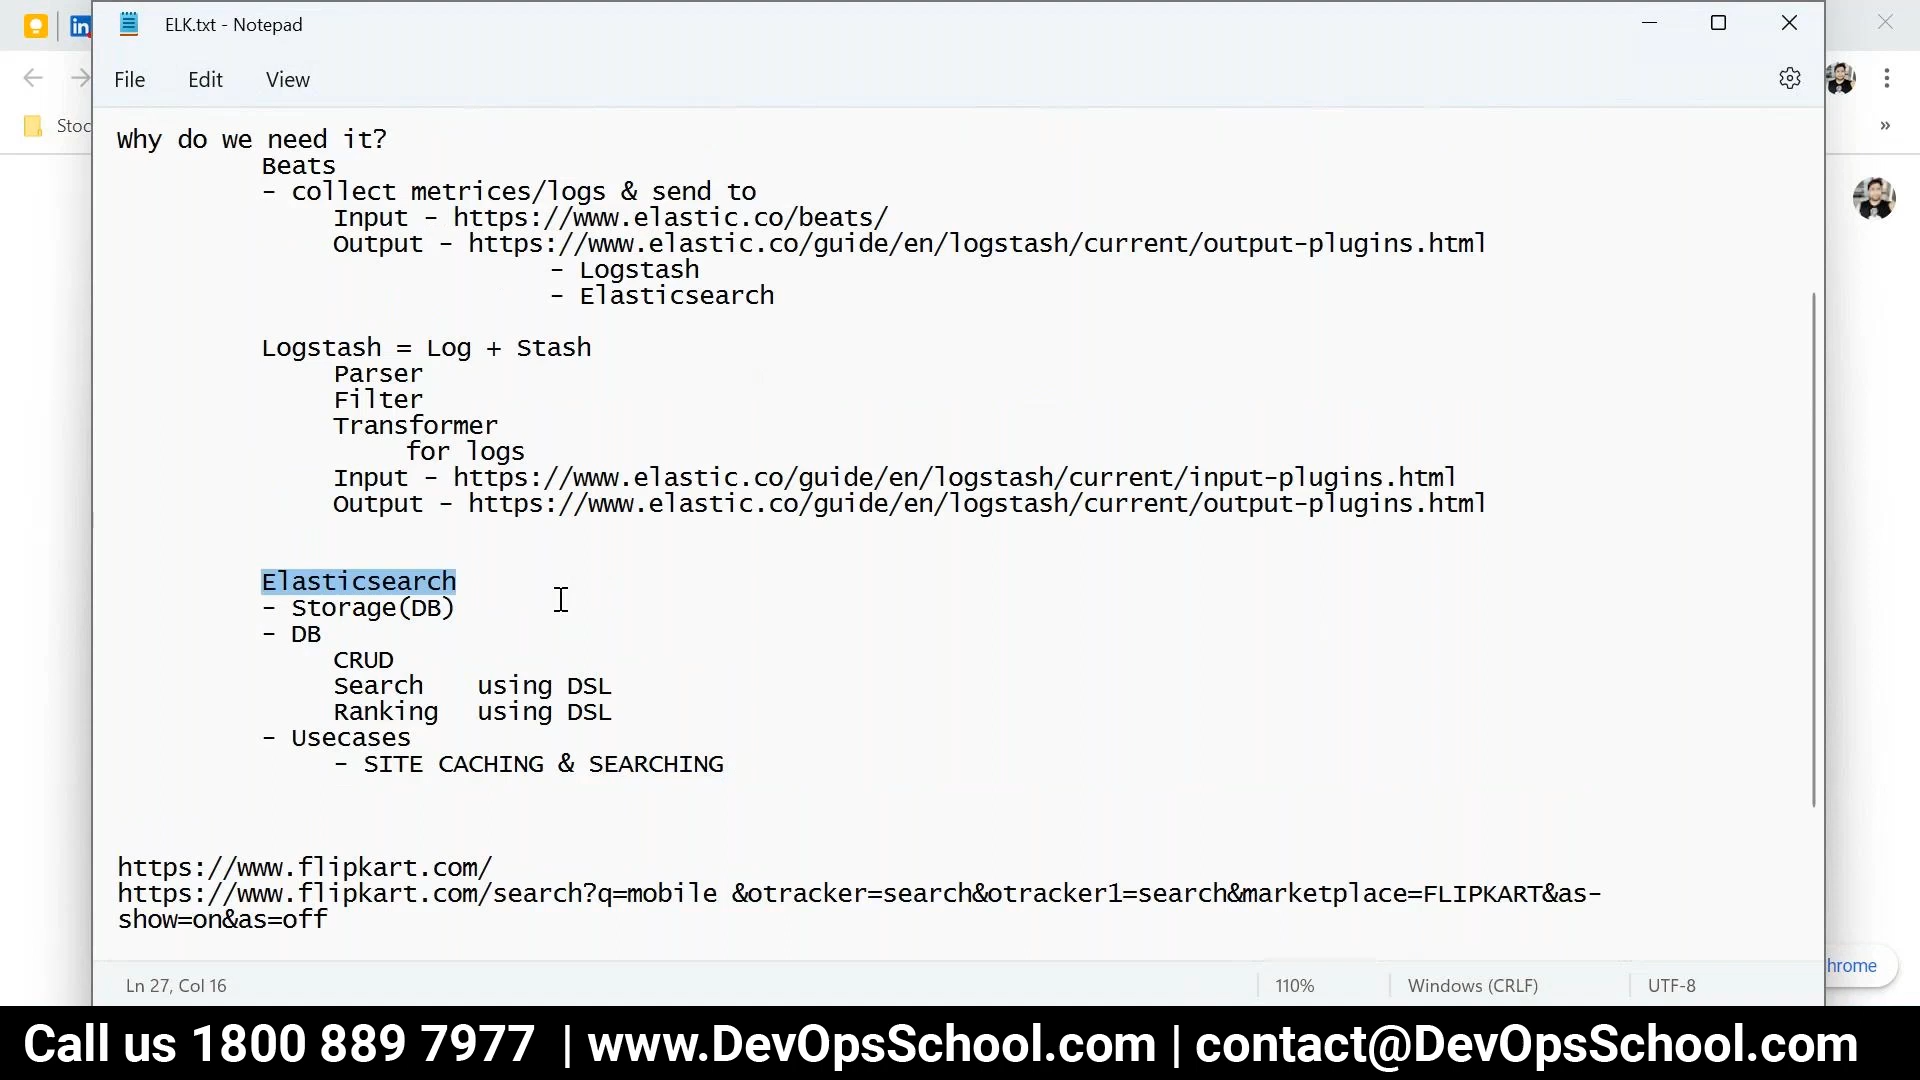 ELK.txt - Notepad
File Edit View
Stoc
Why do we need it?
Beats
- collect metrices/logs & send to
Input - https://www.elastic.co/beats/
Output - https://www.elastic.co/guide/en/logstash/current/output-plugins.html
- Logstash
- Elasticsearch
Logstash = Log + Stash
Parser
Filter
Transformer
for logs
Input - https://www.elastic.co/guide/en/logstash/current/input-plugins.html
Output - https://www.elastic.co/guide/en/logstash/current/output-plugins.html
Elasticsearch
- Storage(DB)
- DB
CRUD
Search using DSL
Ranking using DSL
- Usecases
- SITE CACHING & SEARCHING
https://www.flipkart.com/
https://www.flipkart.com/search?q=mobile &otracker=search&otracker1=search&marketplace=FLIPKART&as-
show=on&as=off
hrome
Ln 27, Col 16 110% Windows (CRLF) UTF-8
Call us 1800 889 7977 | www.DevOpsSchool.com | contact@DevOpsSchool.com